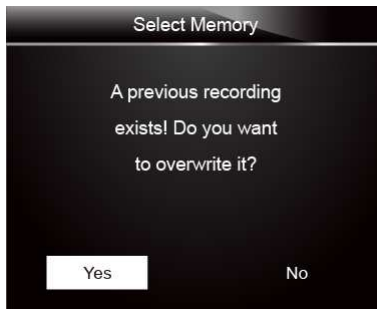 Select Memory
A previous recording
exists! Do you want
to overwrite it?
Yes No